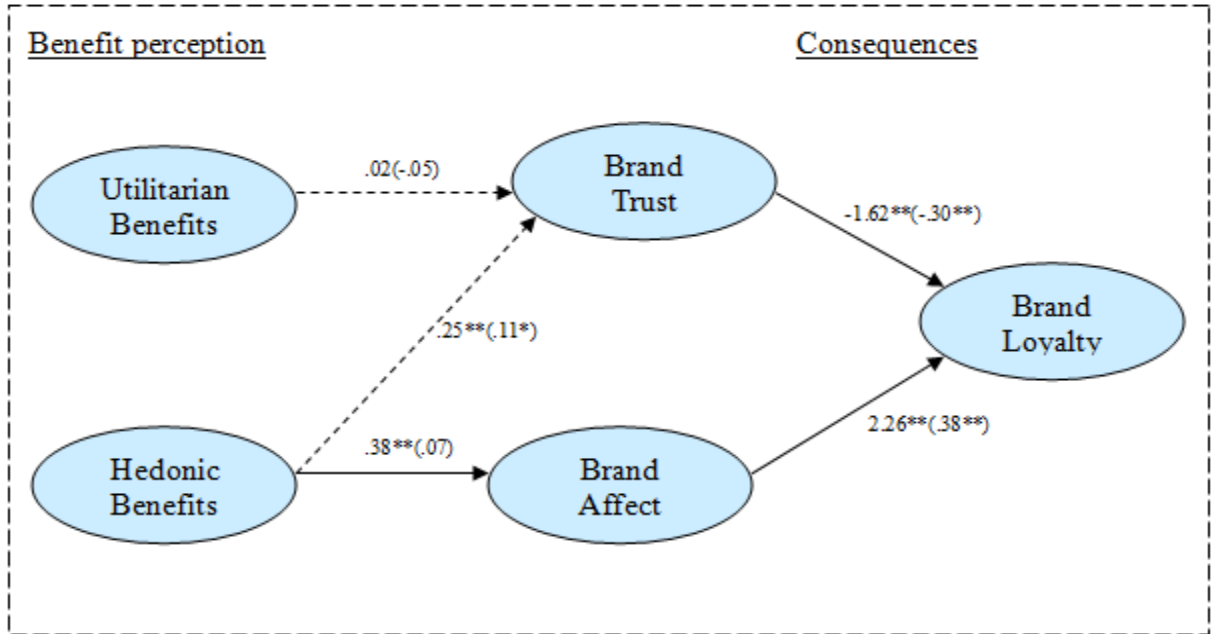 Benefit perception
Consequences
Utilitarian
Benefits
.02(-.05)
Brand
Trust
-1.62**(-.30**)
.25**(.11*)
Brand
Loyalty
Hedonic
Benefits
.38**(.07)
Brand
Affect
2.26**(.38**)